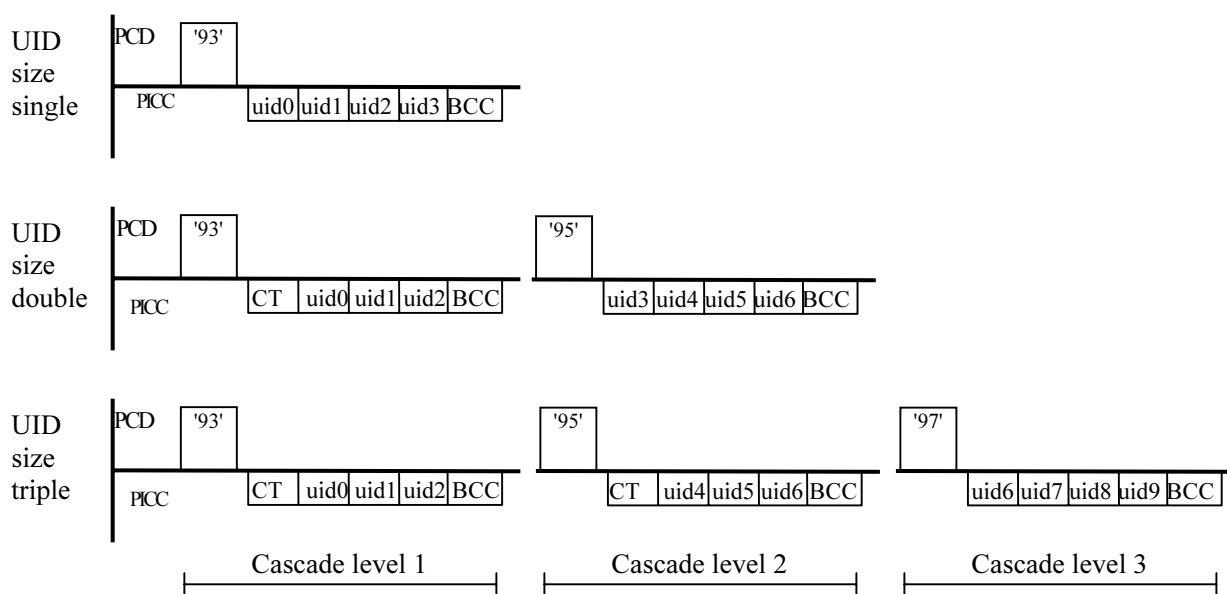 UID size single
PCD '93'
PICC uid0 uid1 uid2 uid3 BCC
UID size double
PCD '93' '95'
PICC CT uid0 uid1 uid2 BCC uid3 uid4 uid5 uid6 BCC
UID size triple
PCD '93' '95' '97'
PICC CT uid0 uid1 uid2 BCC CT uid4 uid5 uid6 BCC uid6 uid7 uid8 uid9 BCC
Cascade level 1 Cascade level 2 Cascade level 3